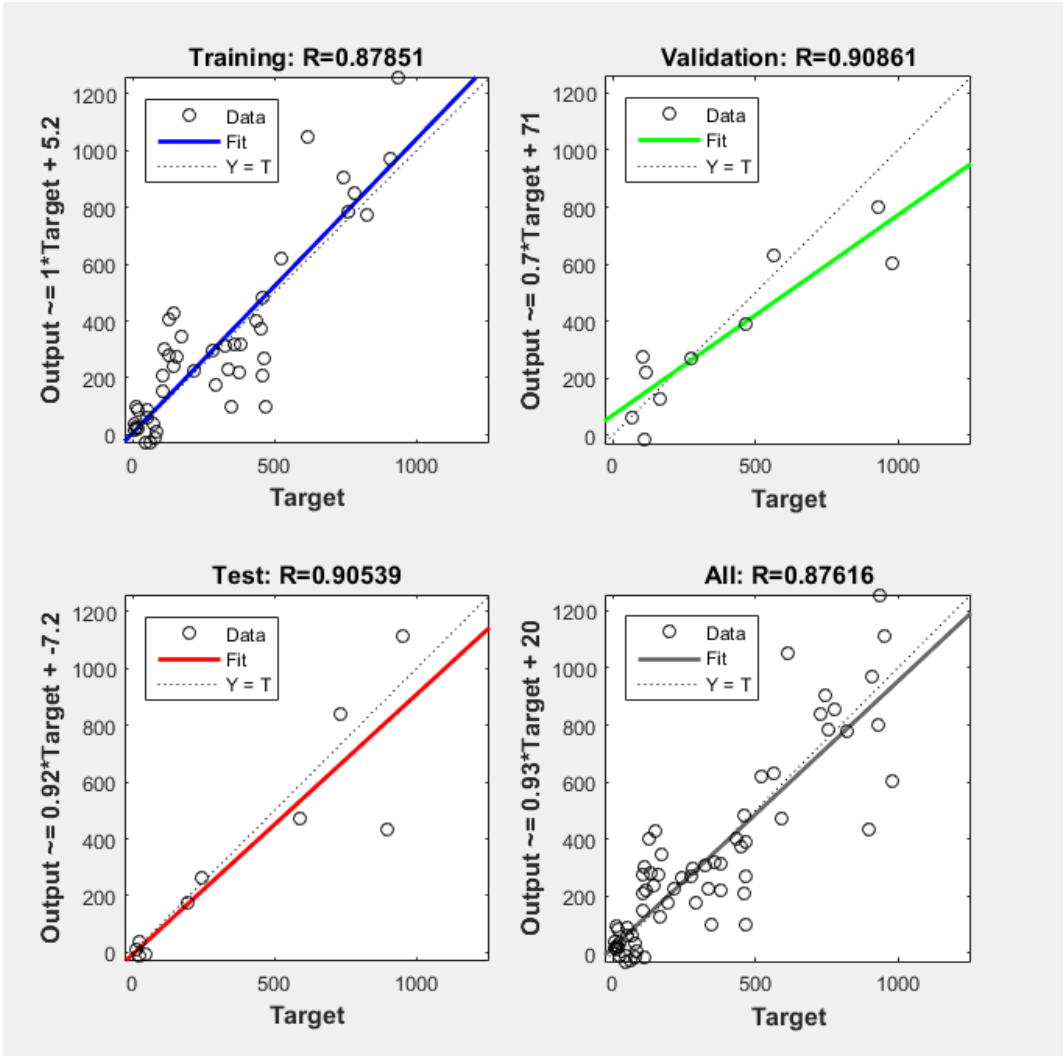 Training: R=0.87851
Output ~= 1*Target + 5.2
1200
1000
800
600
400
200
0
Data
Fit
Y = T
0 500 1000
Target
Validation: R=0.90861
Output ~= 0.7*Target + 71
1200
1000
800
600
400
200
0
Data
Fit
Y = T
0 500 1000
Target
Test: R=0.90539
Output ~= 0.92*Target + -7.2
1200
1000
800
600
400
200
0
Data
Fit
Y = T
0 500 1000
Target
All: R=0.87616
Output ~= 0.93*Target + 20
1200
1000
800
600
400
200
0
Data
Fit
Y = T
0 500 1000
Target